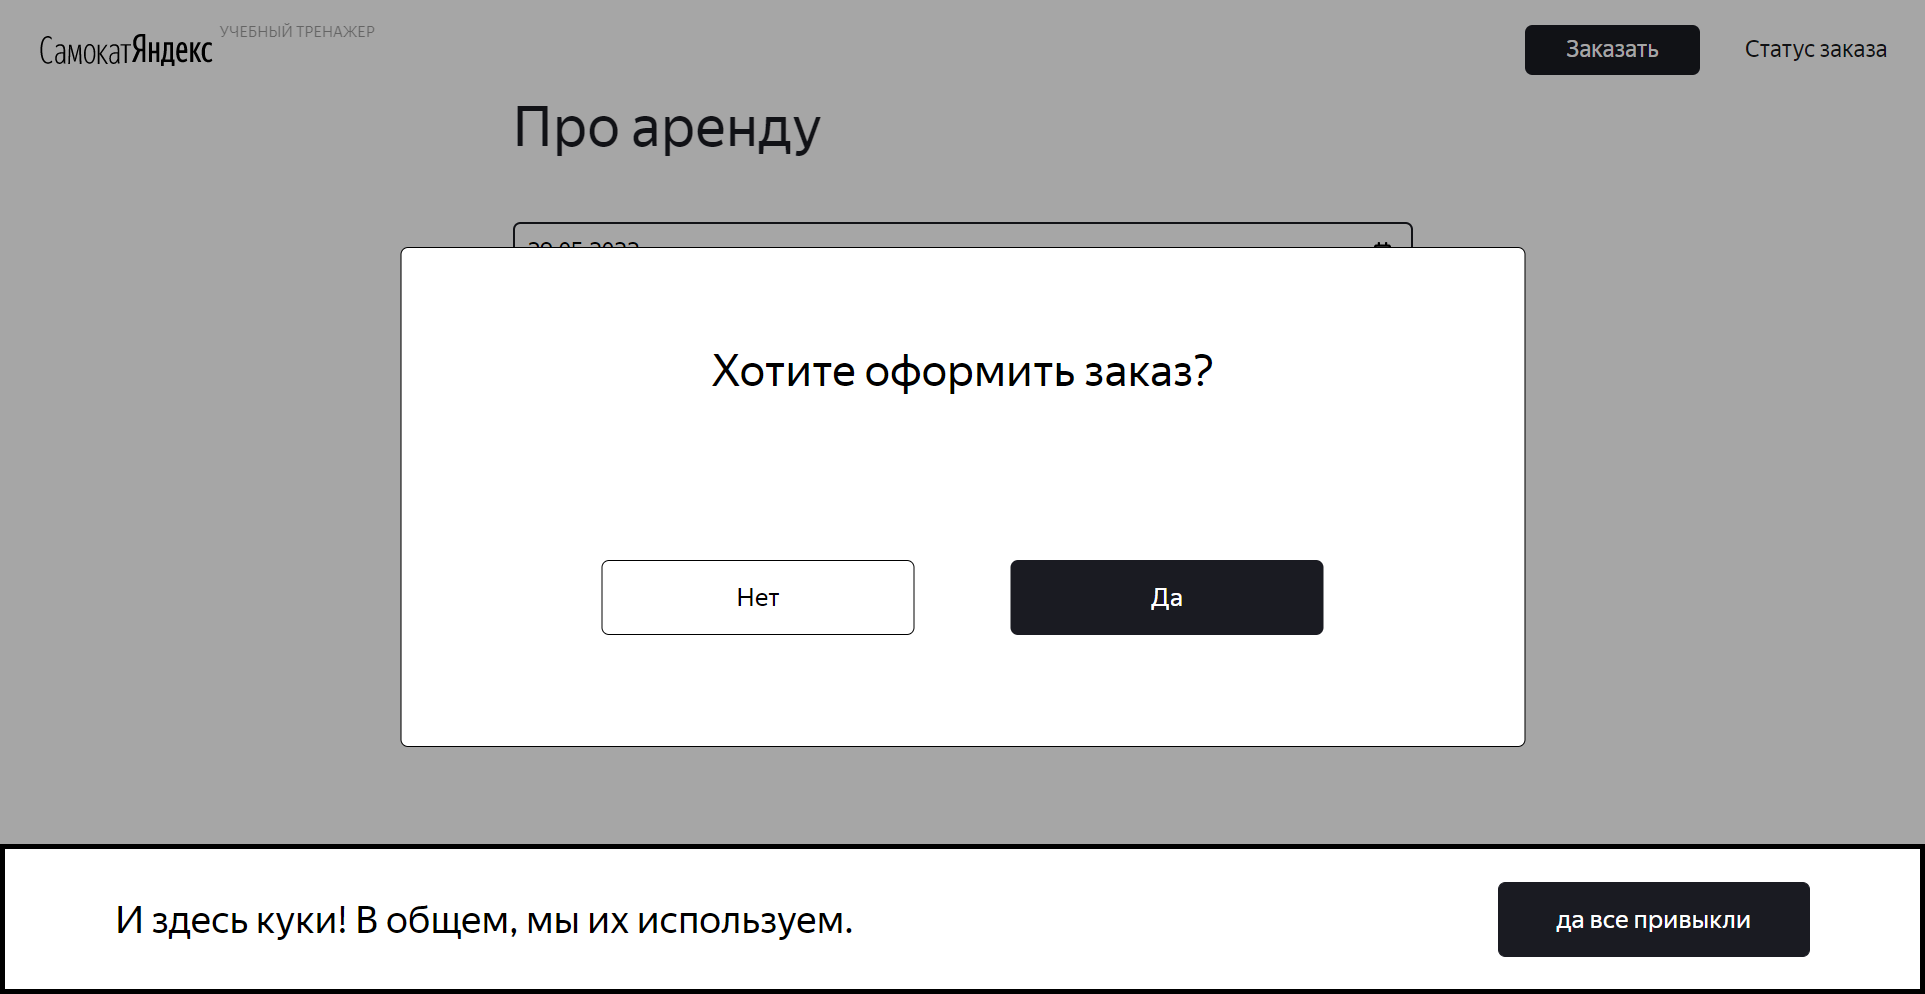 СамокатЯндекс УЧЕБНЫЙ ТРЕНАЖЕР
Заказать Статус заказа
Про аренду
Хотите оформить заказ?
Нет Да
И здесь куки! В общем, мы их используем.
да все привыкли